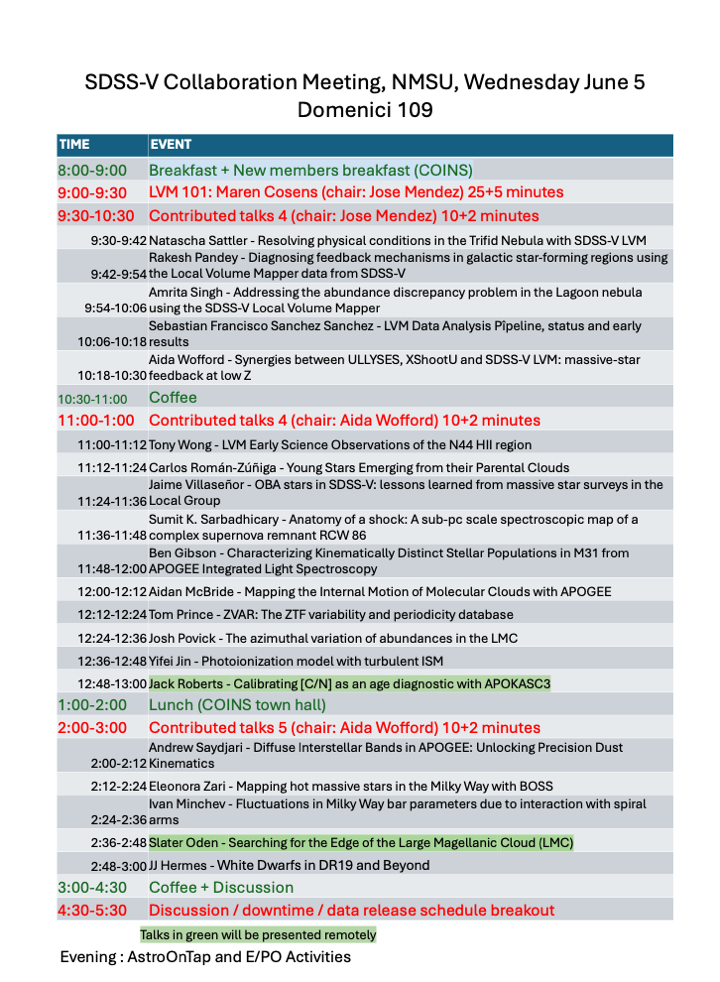 SDSS-V Collaboration Meeting, NMSU, Wednesday June 5
Domenici 109
TIME EVENT
8:00-9:00 Breakfast + New members breakfast (COINS)
9:00-9:30 LVM 101: Maren Cosens (chair: Jose Mendez) 25+5 minutes
9:30-10:30 Contributed talks 4 (chair: Jose Mendez) 10+2 minutes
9:30-9:42 Natascha Sattler - Resolving physical conditions in the Trifid Nebula with SDSS-V LVM
Rakesh Pandey - Diagnosing feedback mechanisms in galactic star-forming regions using
9:42-9:54 the Local Volume Mapper data from SDSS-V
Amrita Singh - Addressing the abundance discrepancy problem in the Lagoon nebula
9:54-10:06 using the SDSS-V Local Volume Mapper
Sebastian Francisco Sanchez Sanchez - LVM Data Analysis Pîpeline, status and early
10:06-10:18 results
Aida Wofford - Synergies between ULLYSES, XShootU and SDSS-V LVM: massive-star
10:18-10:30 feedback at low Z
10:30-11:00 Coffee
11:00-1:00 Contributed talks 4 (chair: Aida Wofford) 10+2 minutes
11:00-11:12 Tony Wong - LVM Early Science Observations of the N44 HII region
11:12-11:24 Carlos Román-Zúñiga - Young Stars Emerging from their Parental Clouds
Jaime Villaseñor - OBA stars in SDSS-V: lessons learned from massive star surveys in the
11:24-11:36 Local Group
Sumit K. Sarbadhicary - Anatomy of a shock: A sub-pc scale spectroscopic map of a
11:36-11:48 complex supernova remnant RCW 86
Ben Gibson - Characterizing Kinematically Distinct Stellar Populations in M31 from
11:48-12:00 APOGEE Integrated Light Spectroscopy
12:00-12:12 Aidan McBride - Mapping the Internal Motion of Molecular Clouds with APOGEE
12:12-12:24 Tom Prince - ZVAR: The ZTF variability and periodicity database
12:24-12:36 Josh Povick - The azimuthal variation of abundances in the LMC
12:36-12:48 Yifei Jin - Photoionization model with turbulent ISM
12:48-13:00 Jack Roberts - Calibrating [C/N] as an age diagnostic with APOKASC3
1:00-2:00 Lunch (COINS town hall)
2:00-3:00 Contributed talks 5 (chair: Aida Wofford) 10+2 minutes
Andrew Saydjari - Diffuse Interstellar Bands in APOGEE: Unlocking Precision Dust
2:00-2:12 Kinematics
2:12-2:24 Eleonora Zari - Mapping hot massive stars in the Milky Way with BOSS
Ivan Minchev - Fluctuations in Milky Way bar parameters due to interaction with spiral
2:24-2:36 arms
2:36-2:48 Slater Oden - Searching for the Edge of the Large Magellanic Cloud (LMC)
2:48-3:00 JJ Hermes - White Dwarfs in DR19 and Beyond
3:00-4:30 Coffee + Discussion
4:30-5:30 Discussion / downtime / data release schedule breakout
Talks in green will be presented remotely
Evening : AstroOnTap and E/PO Activities